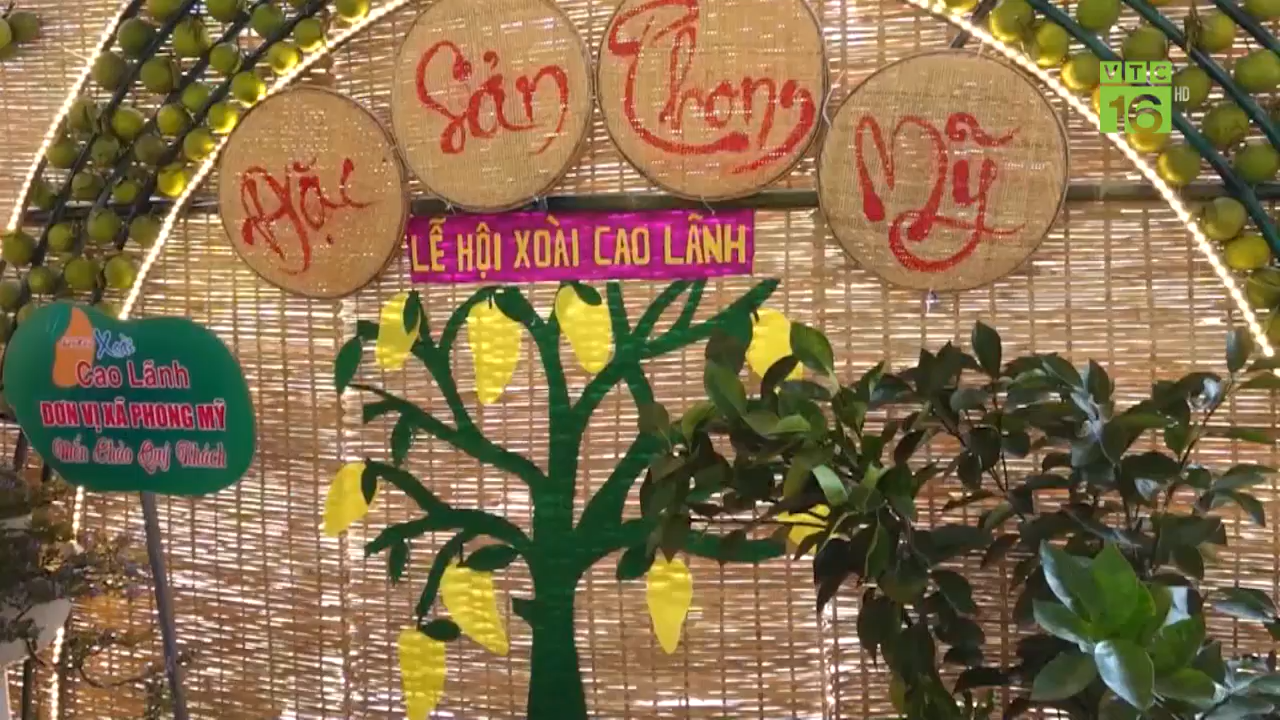 VTC
16 HD
Đặc Sản Phong Mỹ
LỄ HỘI XOÀI CAO LÃNH
Xoài
Cao Lãnh
ĐƠN VỊ XÃ PHONG MỸ
Mến Chào Quý Khách